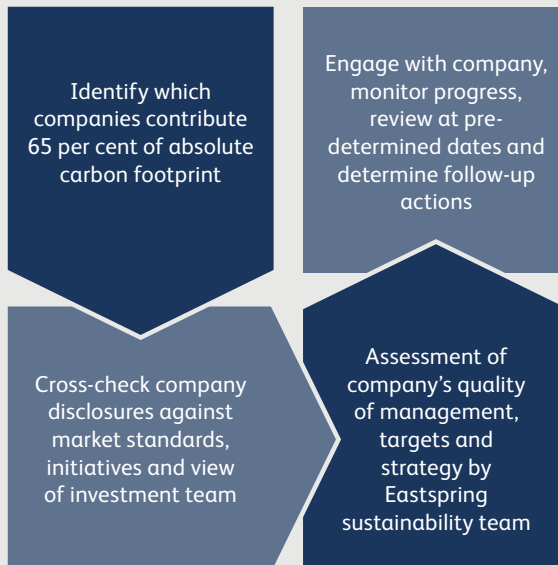 Identify which
companies contribute
65 per cent of absolute
carbon footprint
Cross-check company
disclosures against
market standards,
initiatives and view
of investment team
Assessment of
company’s quality
of management,
targets and
strategy by
Eastspring
sustainability team
Engage with company,
monitor progress,
review at pre-
determined dates and
determine follow-up
actions